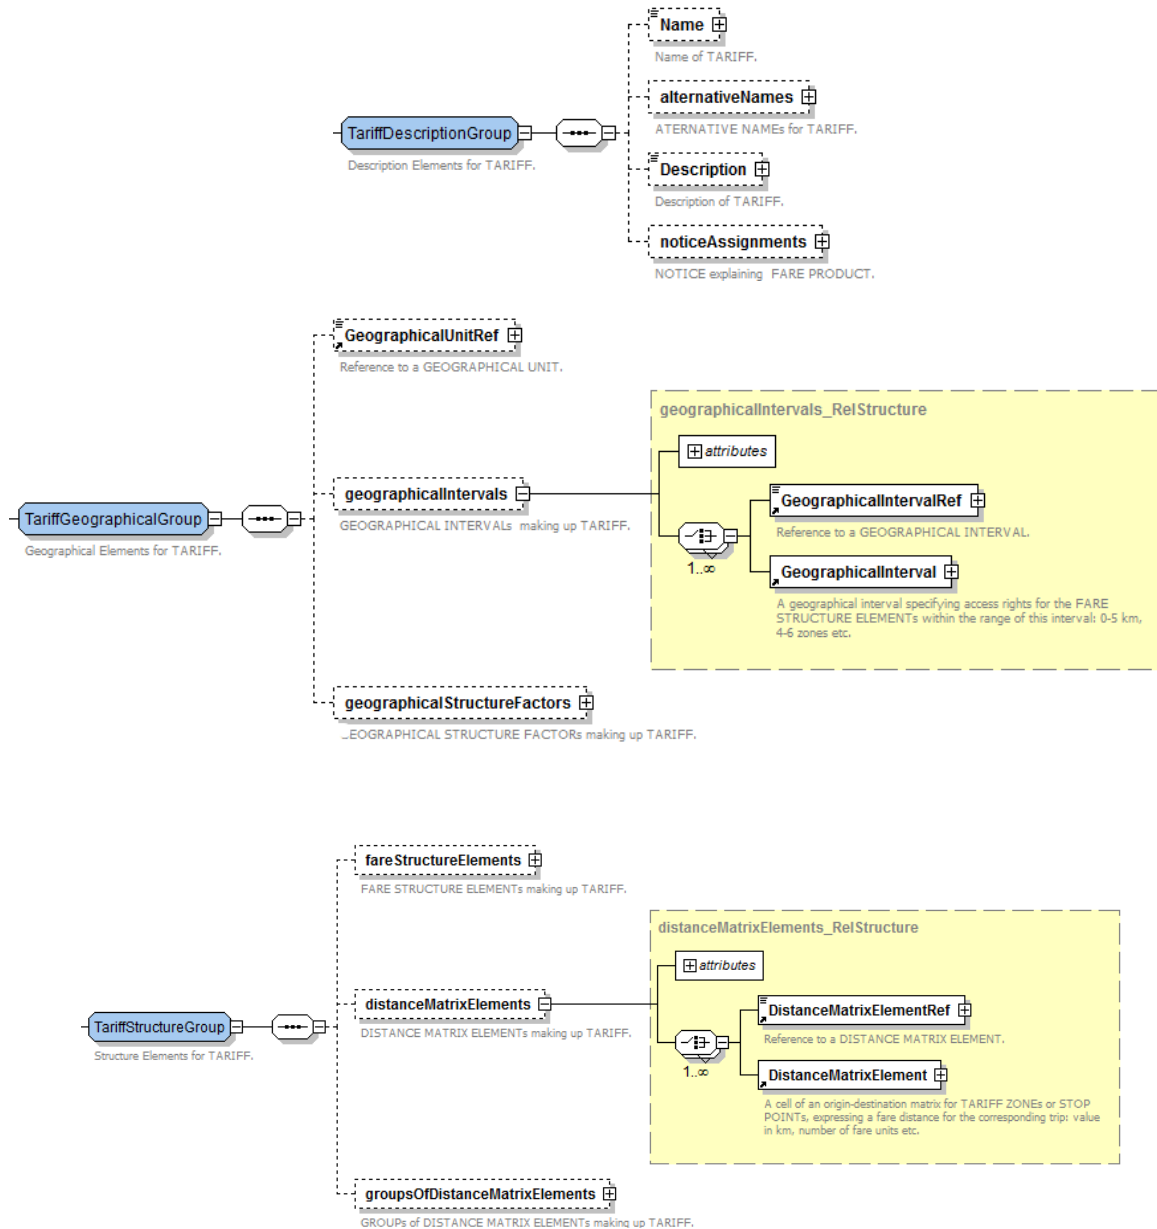 Name
Name of TARIFF.
alternativeNames
ATERNATIVE NAMEs for TARIFF.
TariffDescriptionGroup
Description Elements for TARIFF.
Description
Description of TARIFF.
noticeAssignments
NOTICE explaining FARE PRODUCT.
GeographicalUnitRef
Reference to a GEOGRAPHICAL UNIT.
geographicalIntervals_RelStructure
attributes
geographicalIntervals
GEOGRAPHICAL INTERVALs making up TARIFF.
GeographicalIntervalRef
Reference to a GEOGRAPHICAL INTERVAL.
TariffGeographicalGroup
Geographical Elements for TARIFF.
1..∞
GeographicalInterval
A geographical interval specifying access rights for the FARE
STRUCTURE ELEMENTs within the range of this interval: 0-5 km,
4-6 zones etc.
geographicalStructureFactors
EOGRAPHICAL STRUCTURE FACTORs making up TARIFF.
fareStructureElements
FARE STRUCTURE ELEMENTs making up TARIFF.
distanceMatrixElements_RelStructure
attributes
distanceMatrixElements
DISTANCE MATRIX ELEMENTs making up TARIFF.
DistanceMatrixElementRef
Reference to a DISTANCE MATRIX ELEMENT.
TariffStructureGroup
Structure Elements for TARIFF.
1..∞
DistanceMatrixElement
A cell of an origin-destination matrix for TARIFF ZONEs or STOP
POINTs, expressing a fare distance for the corresponding trip: value
in km, number of fare units etc.
groupsOfDistanceMatrixElements
GROUPs of DISTANCE MATRIX ELEMENTs making up TARIFF.